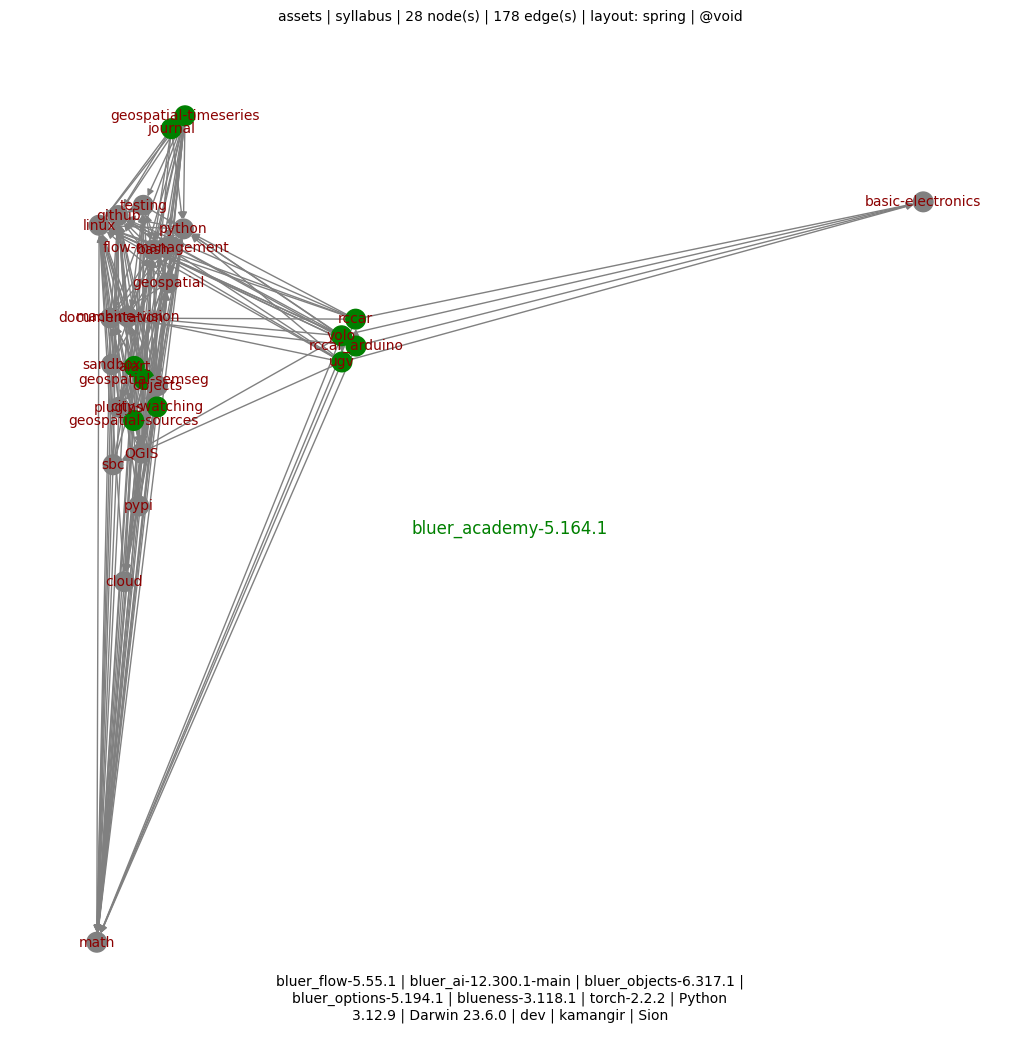 assets | syllabus | 28 node(s) | 178 edge(s) | layout: spring | @void
geospatial-timeseries
journal
basic-electronics
testing
github
linux
python
flow-management
bash
geospatial
documentation
machine-vision
rccar
yolo
rccar_arduino
ugv
sandbox
geospatial-semseg
objects
plugins
city-watching
geospatial-sources
QGIS
sbc
pypi
bluer_academy-5.164.1
cloud
math
bluer_flow-5.55.1 | bluer_ai-12.300.1-main | bluer_objects-6.317.1 |
bluer_options-5.194.1 | blueness-3.118.1 | torch-2.2.2 | Python
3.12.9 | Darwin 23.6.0 | dev | kamangir | Sion